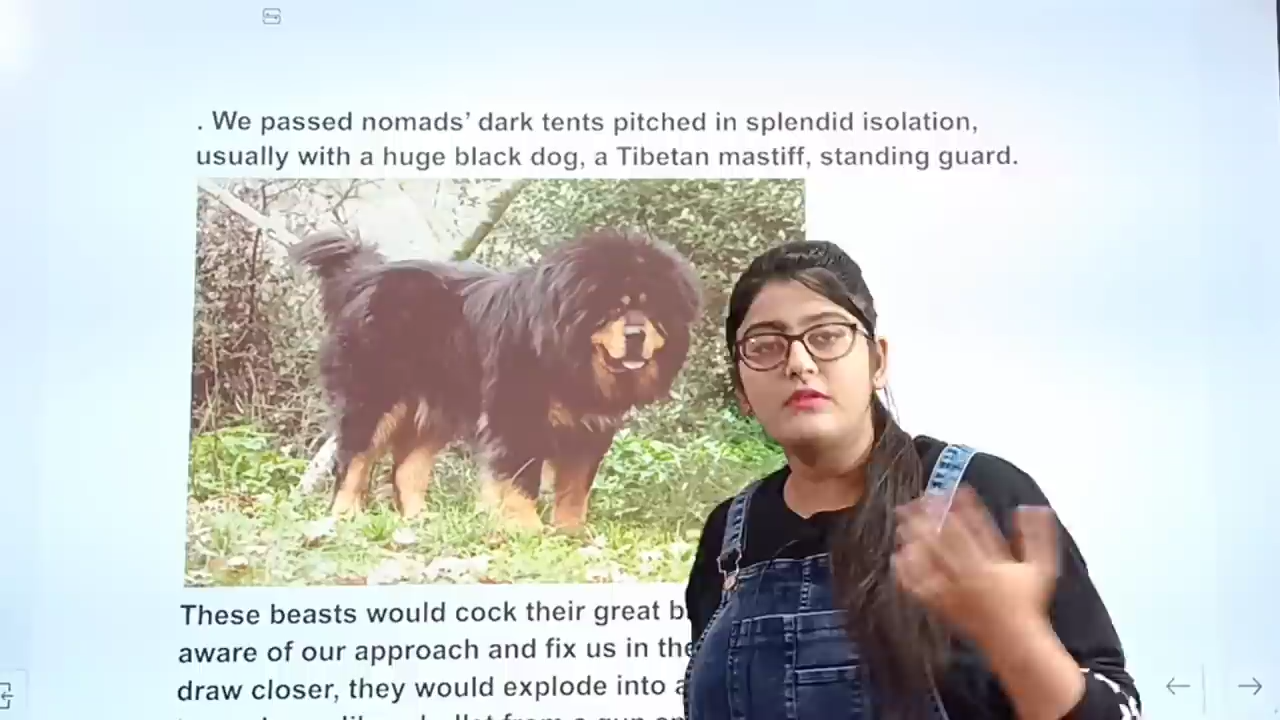 . We passed nomads’ dark tents pitched in splendid isolation,
usually with a huge black dog, a Tibetan mastiff, standing guard.
These beasts would cock their great
aware of our approach and fix us in
draw closer, they would explode into